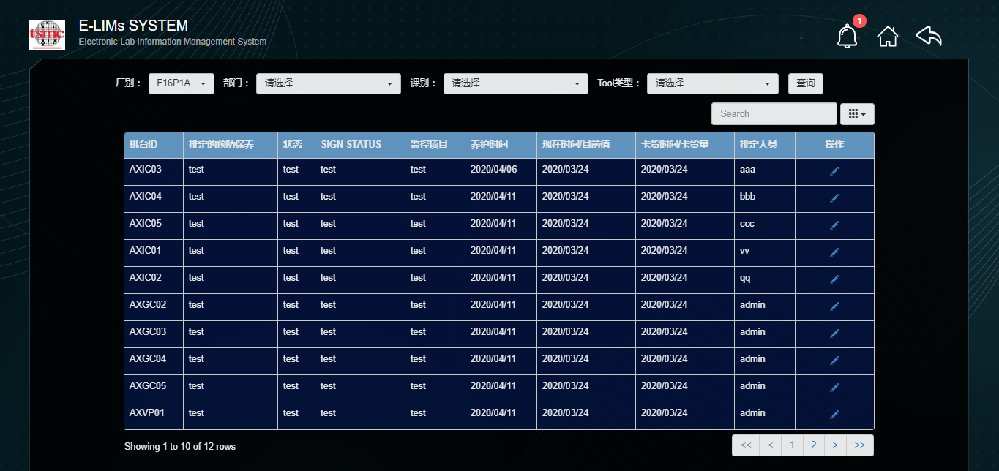 tsmc
E-LIMs SYSTEM
Electronic-Lab Information Management System
1
厂别： F16P1A 部门： 请选择 课别： 请选择 Tool类型： 请选择 查询
Search
机台ID 排定的预防保养 状态 SIGN STATUS 监控项目 养护时间 现在时间/目前值 卡货时间/卡货量 排定人员 操作
AXIC03 test test test test 2020/04/06 2020/03/24 2020/03/24 aaa
AXIC04 test test test test 2020/04/11 2020/03/24 2020/03/24 bbb
AXIC05 test test test test 2020/04/11 2020/03/24 2020/03/24 ccc
AXIC01 test test test test 2020/04/11 2020/03/24 2020/03/24 vv
AXIC02 test test test test 2020/04/11 2020/03/24 2020/03/24 qq
AXGC02 test test test test 2020/04/11 2020/03/24 2020/03/24 admin
AXGC03 test test test test 2020/04/11 2020/03/24 2020/03/24 admin
AXGC04 test test test test 2020/04/11 2020/03/24 2020/03/24 admin
AXGC05 test test test test 2020/04/11 2020/03/24 2020/03/24 admin
AXVP01 test test test test 2020/04/11 2020/03/24 2020/03/24 admin
Showing 1 to 10 of 12 rows << < 1 2 > >>